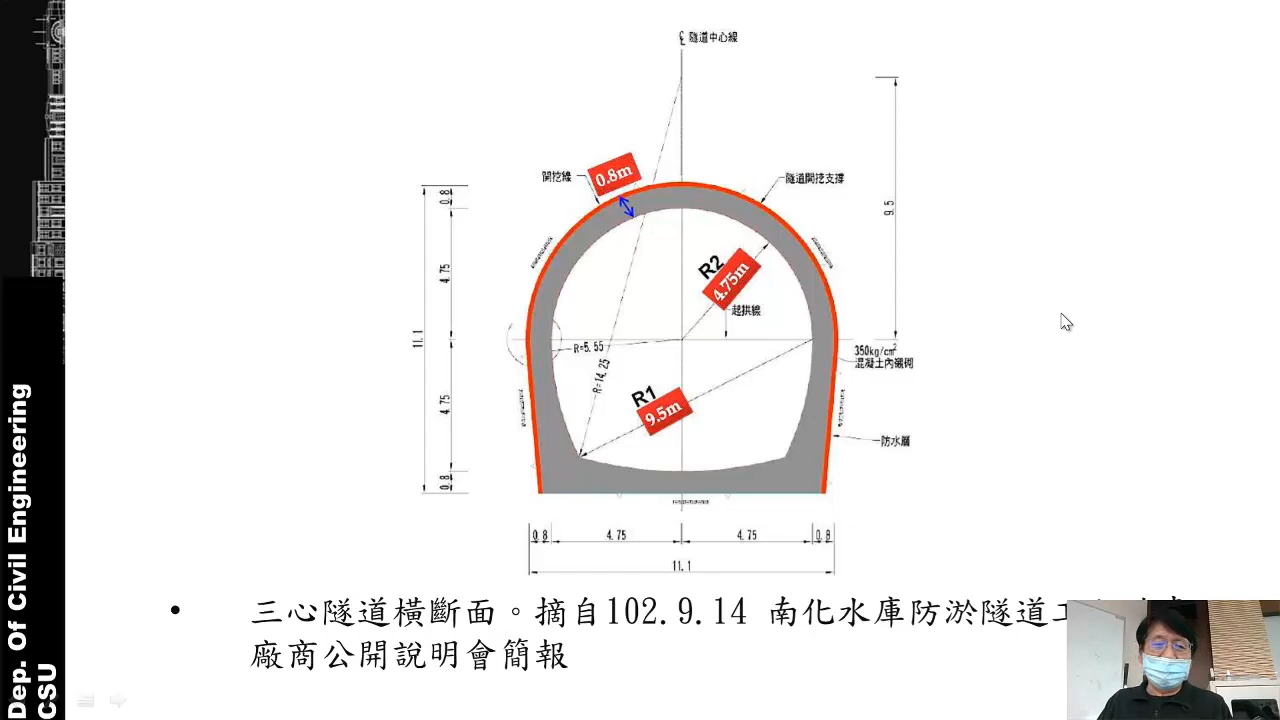 ℄ 隧道中心線
開挖線
0.8m
隧道開挖支撐
0.8
9.5
4.75
R2
4.75m
起拱線
11.1
R=5.55
R=14.25
350kg/cm²
混凝土內襯砌
R1
9.5m
4.75
防水層
0.8
0.8
4.75
4.75
0.8
11.1
• 三心隧道橫斷面。摘自102.9.14 南化水庫防淤隧道工
廠商公開說明會簡報
Dep. Of Civil Engineering
CSU